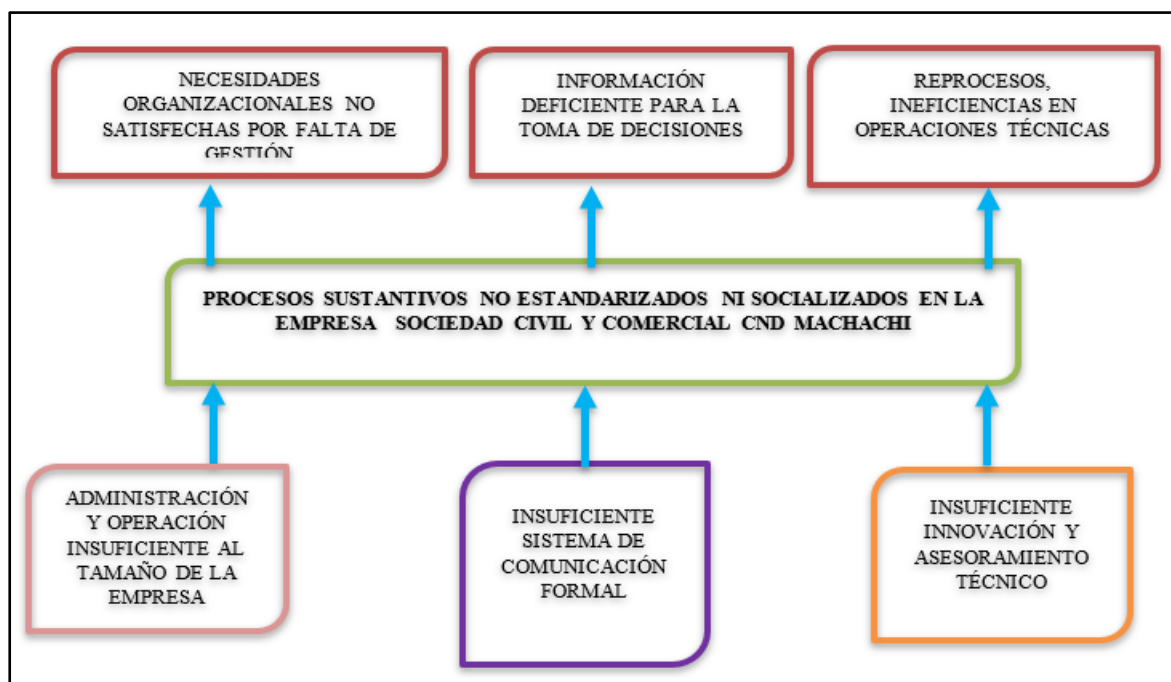 NECESIDADES
ORGANIZACIONALES NO
SATISFECHAS POR FALTA DE
GESTIÓN
INFORMACIÓN
DEFICIENTE PARA LA
TOMA DE DECISIONES
REPROCESOS,
INEFICIENCIAS EN
OPERACIONES TÉCNICAS
PROCESOS SUSTANTIVOS NO ESTANDARIZADOS NI SOCIALIZADOS EN LA
EMPRESA SOCIEDAD CIVIL Y COMERCIAL CND MACHACHI
ADMINISTRACIÓN
Y OPERACIÓN
INSUFICIENTE AL
TAMAÑO DE LA
EMPRESA
INSUFICIENTE
SISTEMA DE
COMUNICACIÓN
FORMAL
INSUFICIENTE
INNOVACIÓN Y
ASESORAMIENTO
TÉCNICO